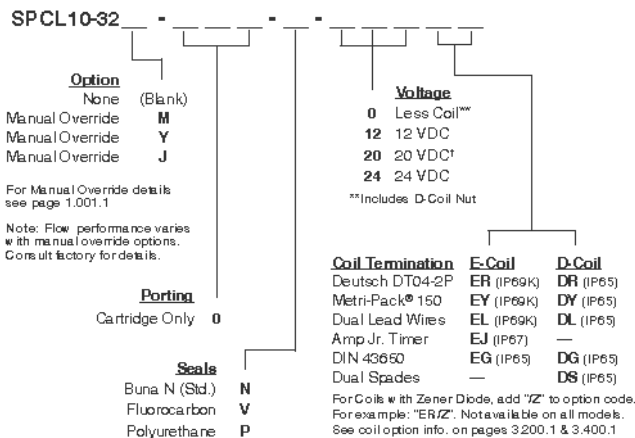 SPCL10-32__ - ___ - _ - ___ __
Option
None (Blank)
Manual Override M
Manual Override Y
Manual Override J
For Manual Override details
see page 1.001.1
Note: Flow performance varies
with manual override options.
Consult factory for details.
Porting
Cartridge Only 0
Seals
Buna N (Std.) N
Fluorocarbon V
Polyurethane P
Voltage
0 Less Coil**
12 12 VDC
20 20 VDC†
24 24 VDC
**Includes D-Coil Nut
Coil Termination E-Coil D-Coil
Deutsch DT04-2P ER (IP69K) DR (IP65)
Metri-Pack® 150 EY (IP69K) DY (IP65)
Dual Lead Wires EL (IP69K) DL (IP65)
Amp Jr. Timer EJ (IP67) —
DIN 43650 EG (IP65) DG (IP65)
Dual Spades — DS (IP65)
For Coils with Zener Diode, add "/Z" to option code.
For example: "ER/Z". Not available on all models.
See coil option info. on pages 3.200.1 & 3.400.1